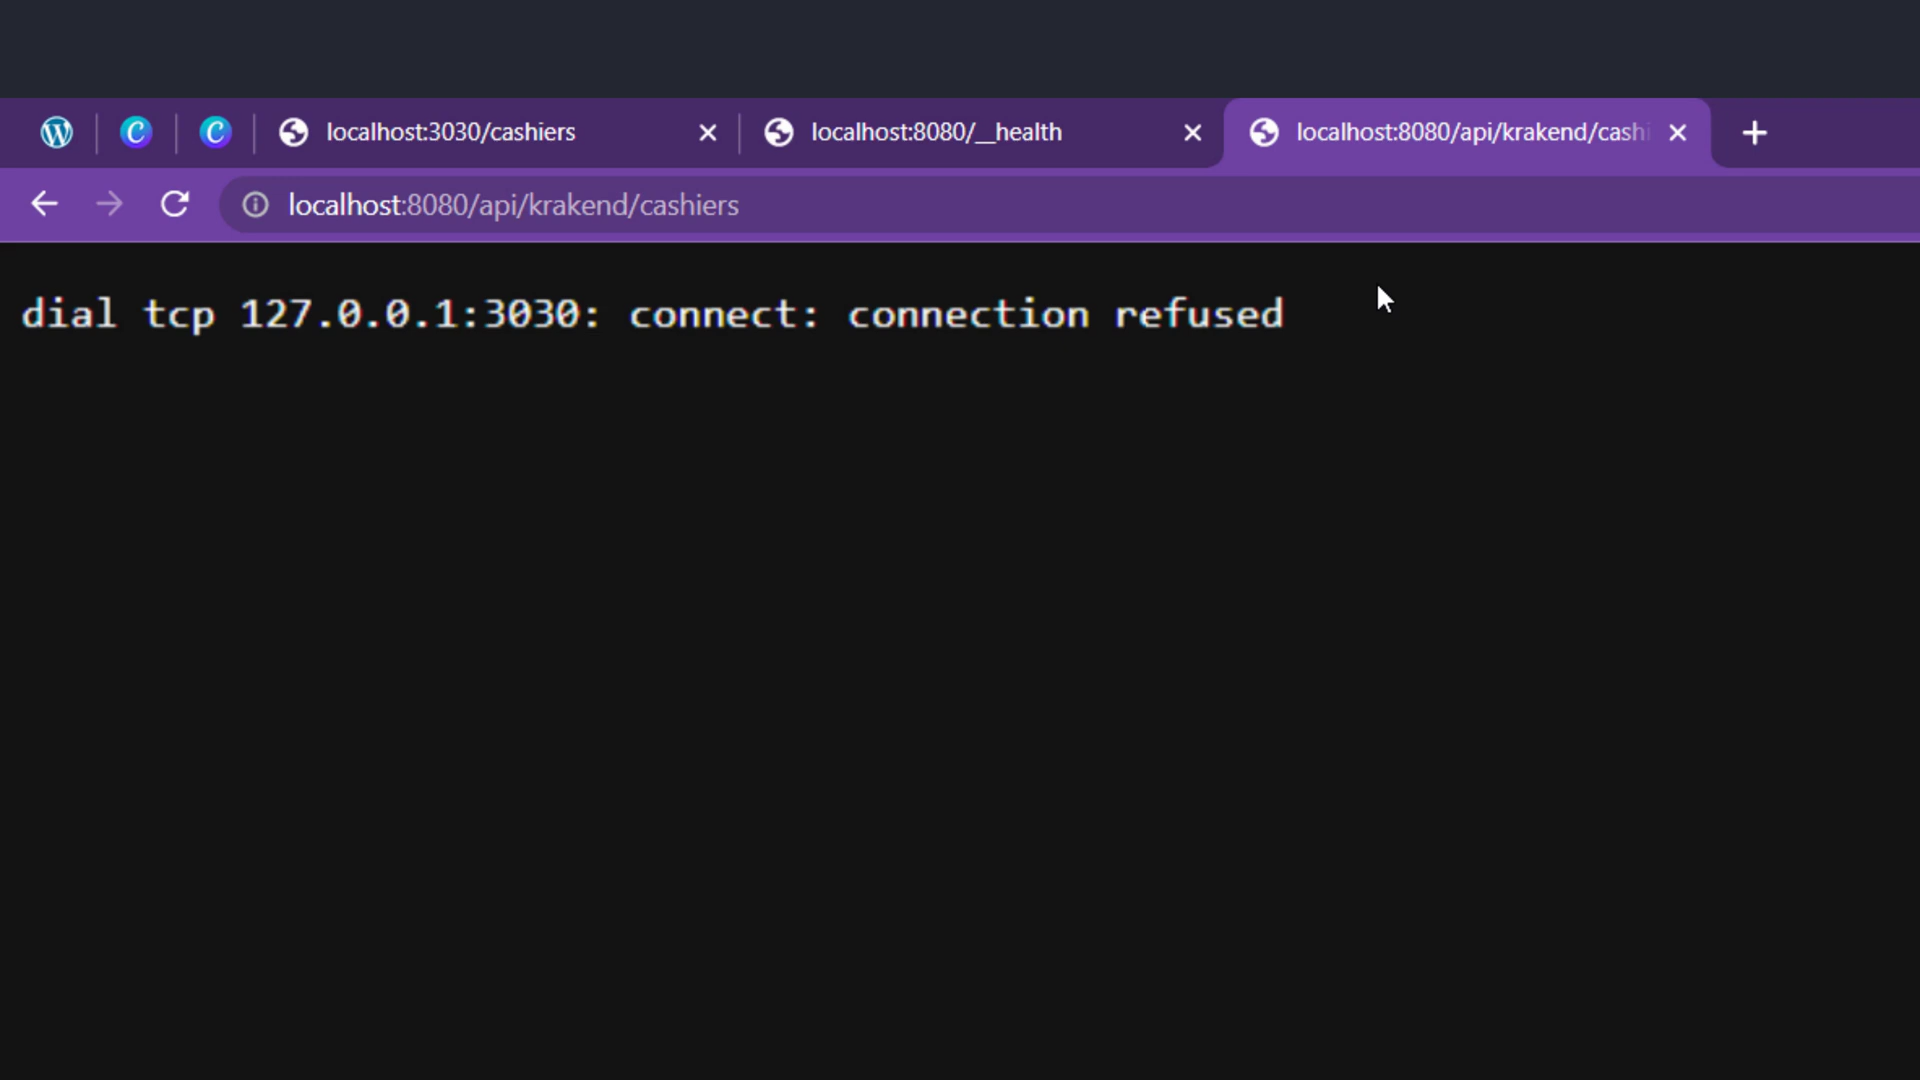 localhost:3030/cashiers
localhost:8080/__health
localhost:8080/api/krakend/cashi
localhost:8080/api/krakend/cashiers
dial tcp 127.0.0.1:3030: connect: connection refused